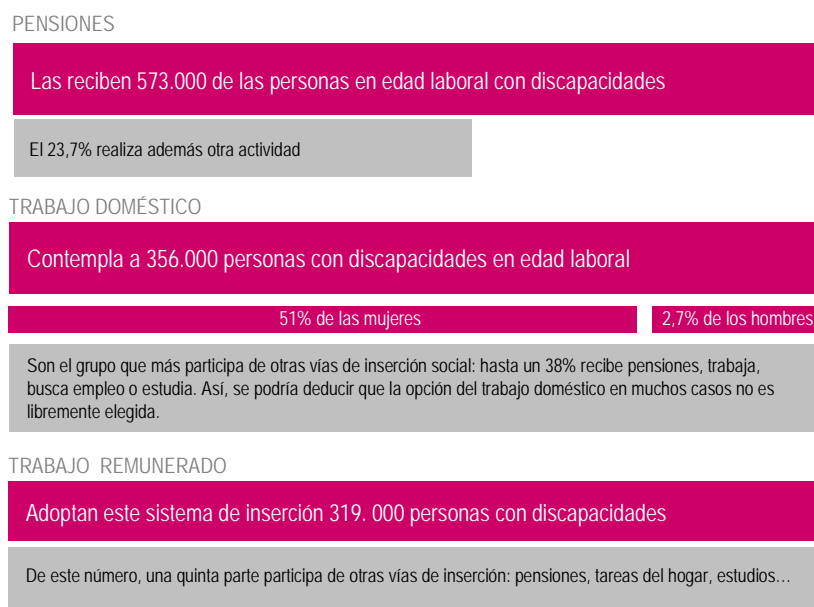 PENSIONES
Las reciben 573.000 de las personas en edad laboral con discapacidades
El 23,7% realiza además otra actividad
TRABAJO DOMÉSTICO
Contempla a 356.000 personas con discapacidades en edad laboral
51% de las mujeres
2,7% de los hombres
Son el grupo que más participa de otras vías de inserción social: hasta un 38% recibe pensiones, trabaja,
busca empleo o estudia. Así, se podría deducir que la opción del trabajo doméstico en muchos casos no es
libremente elegida.
TRABAJO REMUNERADO
Adoptan este sistema de inserción 319. 000 personas con discapacidades
De este número, una quinta parte participa de otras vías de inserción: pensiones, tareas del hogar, estudios…